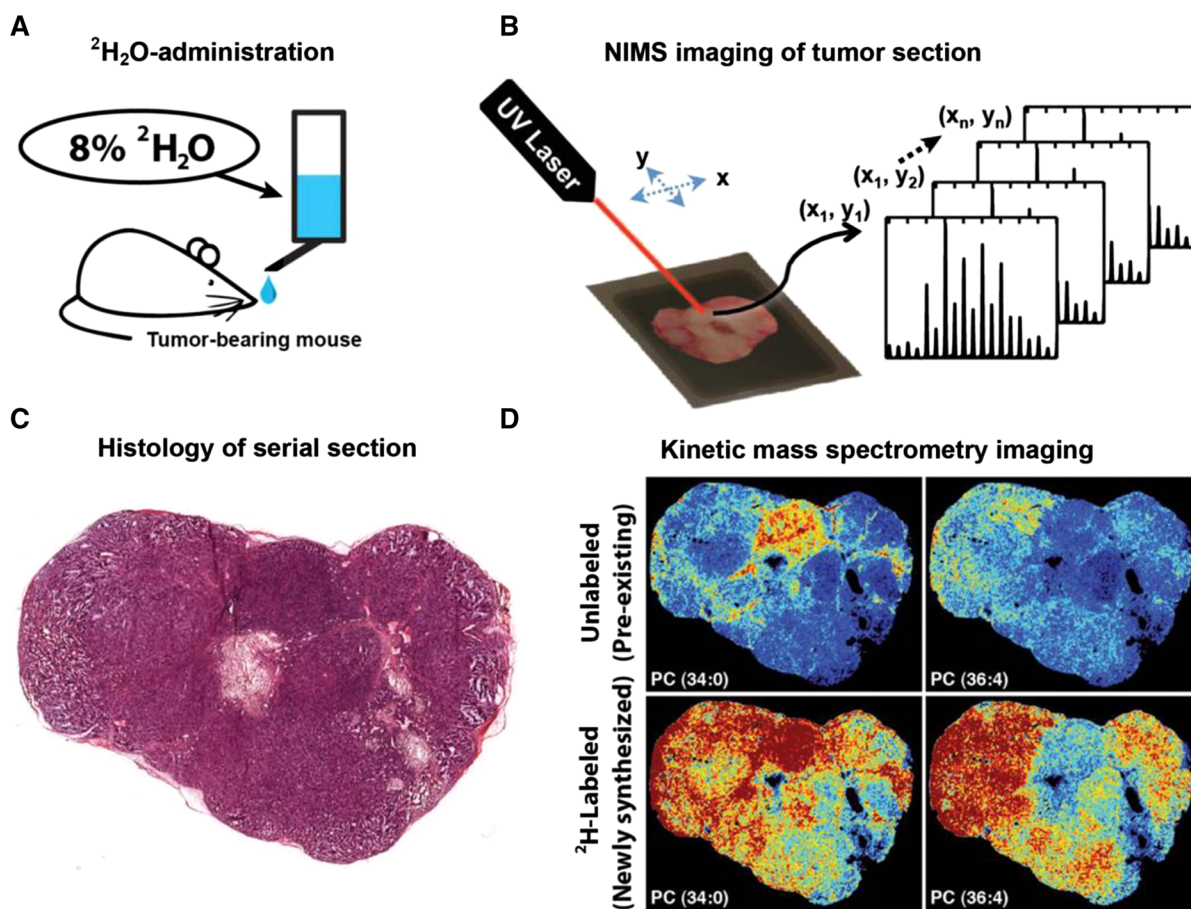 A
²H₂O-administration
8% ²H₂O
Tumor-bearing mouse
B
NIMS imaging of tumor section
UV Laser
y
x
(x₁, y₁)
(x₁, y₂)
(xₙ, yₙ)
C
Histology of serial section
D
Kinetic mass spectrometry imaging
Unlabeled
(Pre-existing)
PC (34:0)
PC (36:4)
²H-Labeled
(Newly synthesized)
PC (34:0)
PC (36:4)